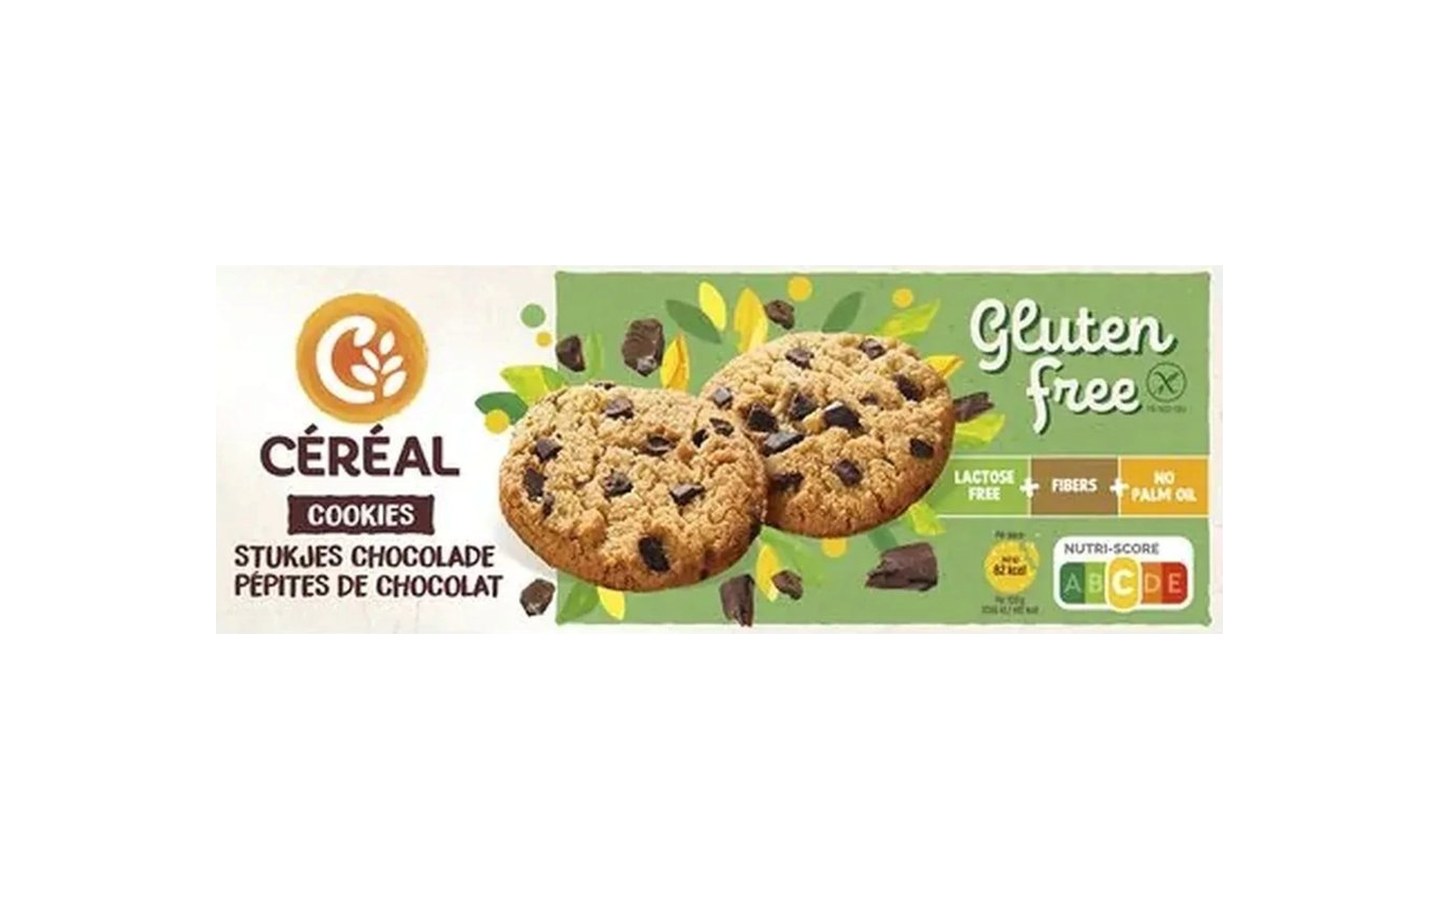 CÉRÉAL
COOKIES
STUKJES CHOCOLADE
PÉPITES DE CHOCOLAT
Gluten
free
LACTOSE
FREE
+
FIBERS
+
NO
PALM OIL
82 kcal
NUTRI-SCORE
A B C D E